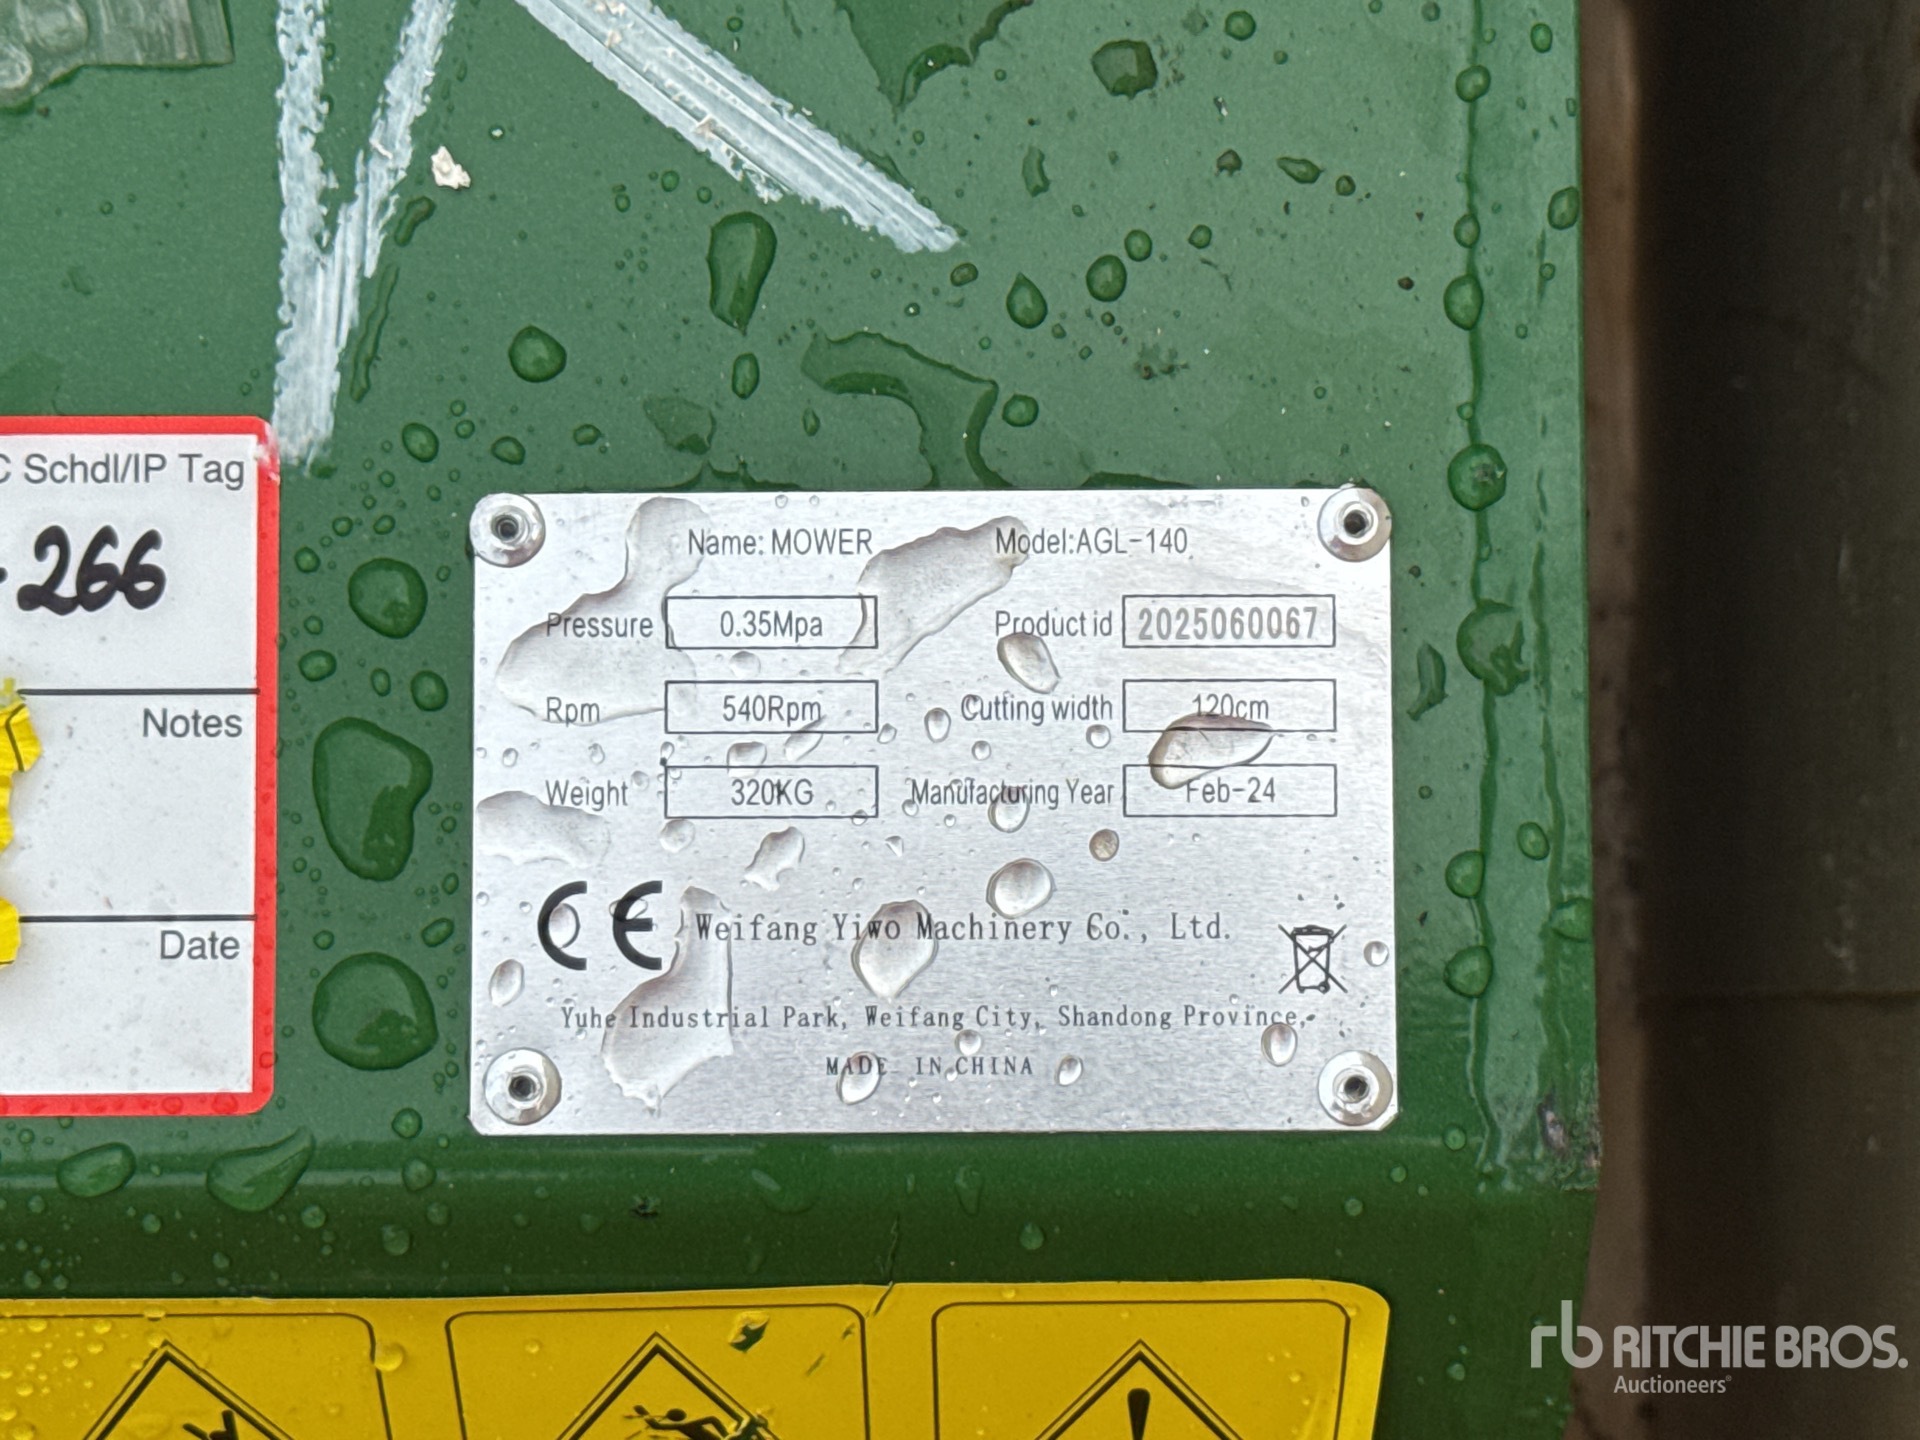 C Schdl/IP Tag
-266
Notes
Date
Name: MOWER Model:AGL-140
Pressure 0.35Mpa Product id 2025060067
Rpm 540Rpm Cutting width 120cm
Weight 320KG Manufacturing Year Feb-24
CE Weifang Yiwo Machinery Co., Ltd.
Yuhe Industrial Park, Weifang City, Shandong Province,
MADE IN CHINA
rb RITCHIE BROS.
Auctioneers